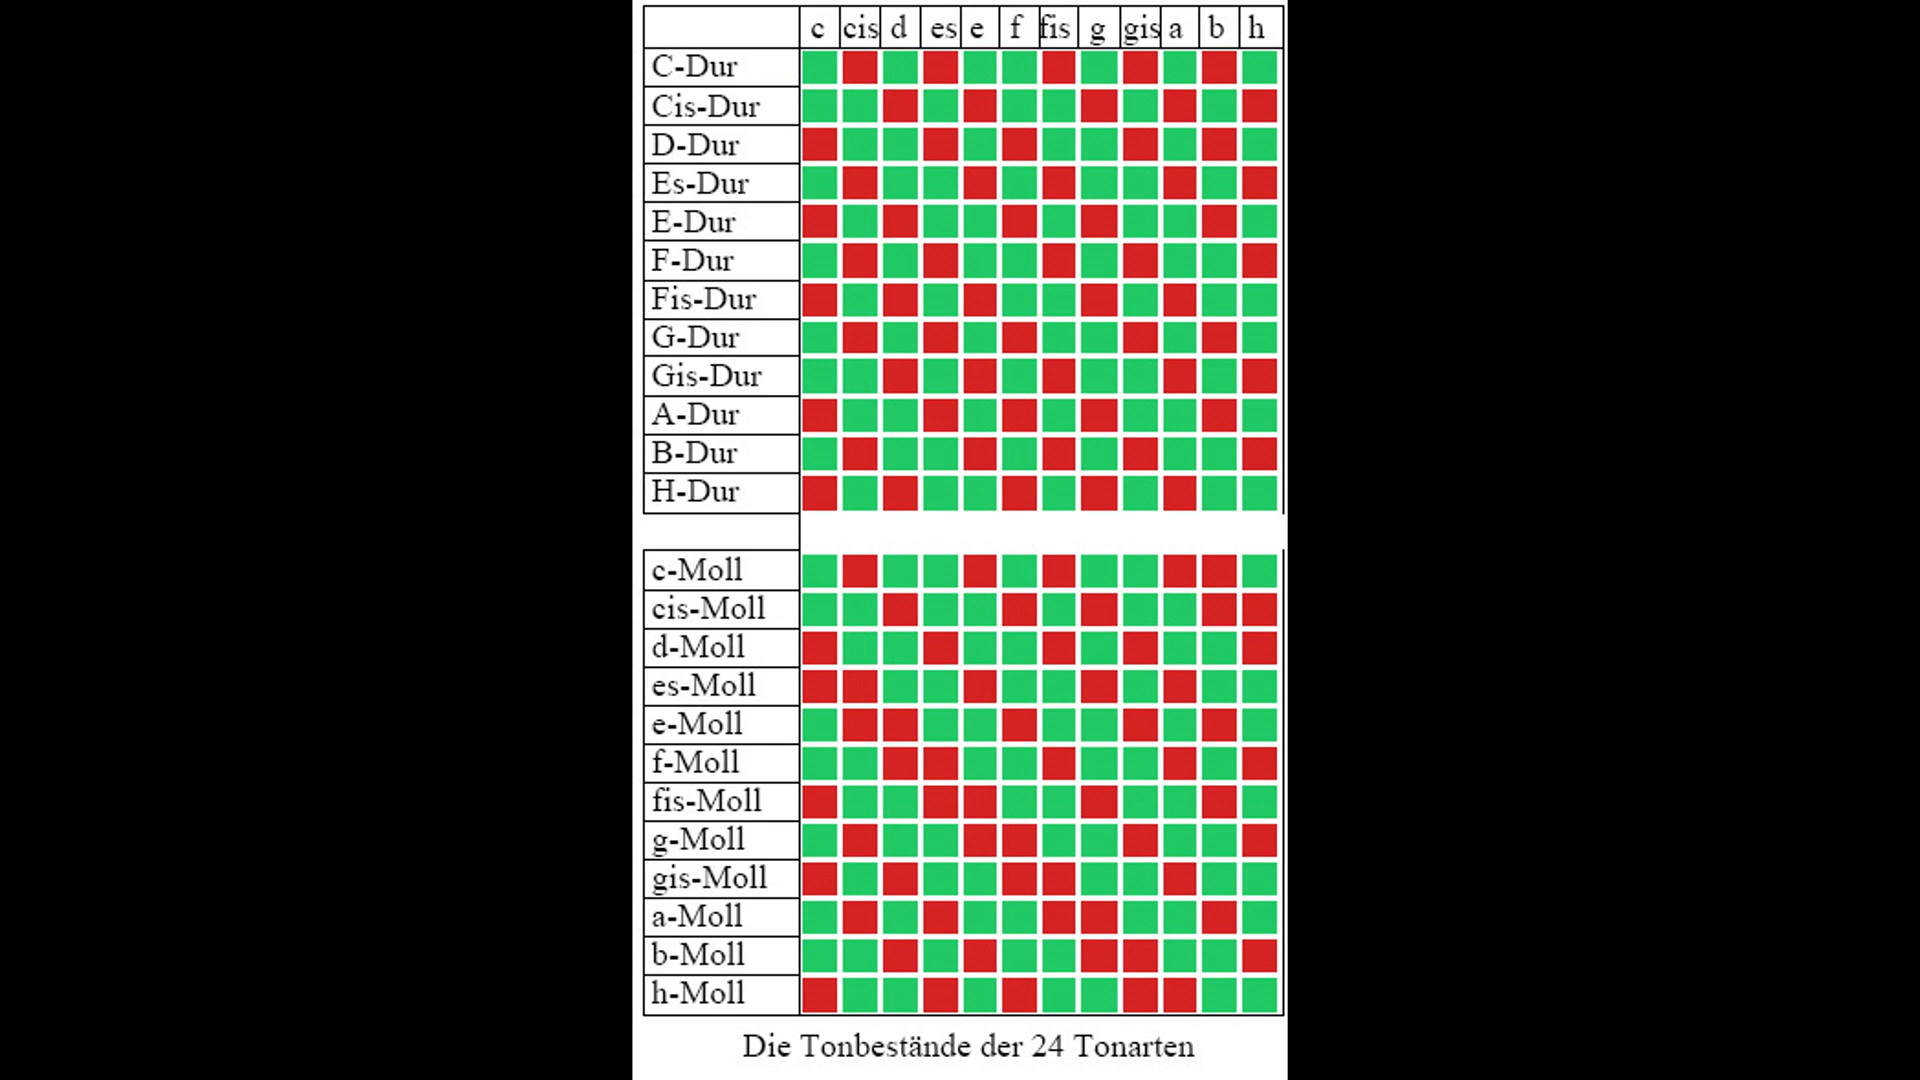 c cis d es e f fis g gis a b h
C-Dur
Cis-Dur
D-Dur
Es-Dur
E-Dur
F-Dur
Fis-Dur
G-Dur
Gis-Dur
A-Dur
B-Dur
H-Dur
c-Moll
cis-Moll
d-Moll
es-Moll
e-Moll
f-Moll
fis-Moll
g-Moll
gis-Moll
a-Moll
b-Moll
h-Moll
Die Tonbestände der 24 Tonarten